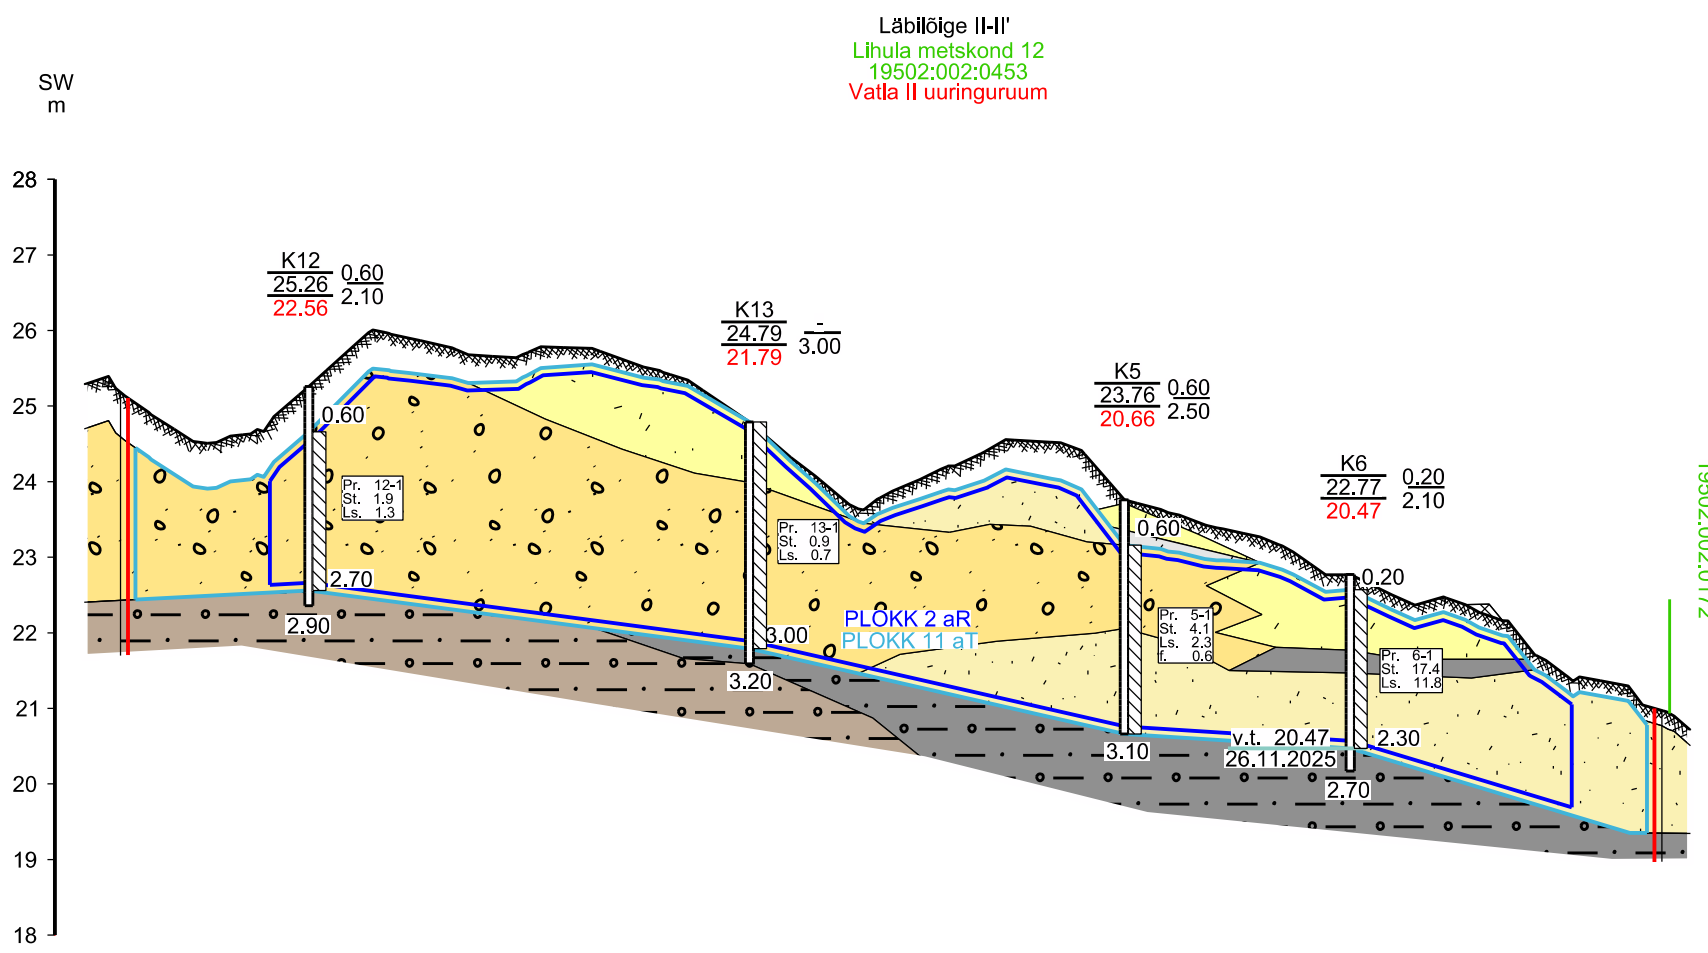 Läbilõige II-II'
Lihula metskond 12
19502:002:0453
Vatla II uuringuruum
SW
m
28
27
26
25
24
23
22
21
20
19
18
K12
25.26
22.56
0.60
2.10
K13
24.79
21.79
-
3.00
K5
23.76
20.66
0.60
2.50
K6
22.77
20.47
0.20
2.10
0.60
2.70
2.90
Pr. 12-1
St. 1.9
Ls. 1.3
3.00
3.20
Pr. 13-1
St. 0.9
Ls. 0.7
PLOKK 2 aR
PLOKK 11 aT
0.60
3.10
Pr. 5-1
St. 4.1
Ls. 2.3
f. 0.6
0.20
2.30
2.70
Pr. 6-1
St. 17.4
Ls. 11.8
v.t. 20.47
26.11.2025
19502:002:0172